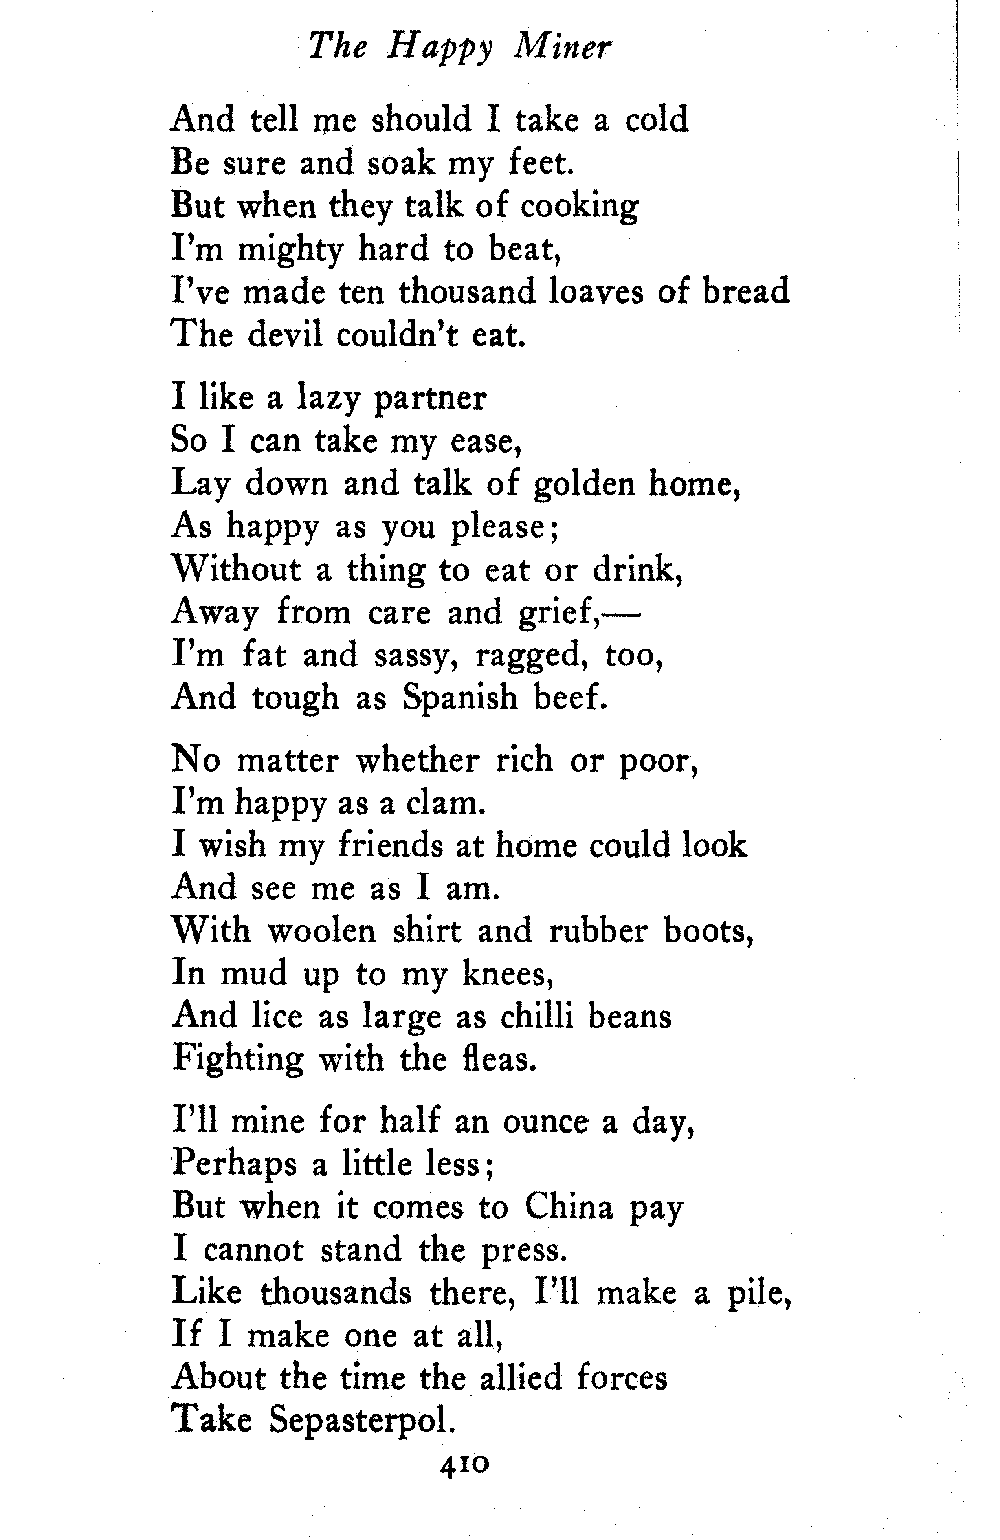 The Happy Miner
And tell me should I take a cold
Be sure and soak my feet.
But when they talk of cooking
I'm mighty hard to beat,
I've made ten thousand loaves of bread
The devil couldn't eat.
I like a lazy partner
So I can take my ease,
Lay down and talk of golden home,
As happy as you please;
Without a thing to eat or drink,
Away from care and grief,—
I'm fat and sassy, ragged, too,
And tough as Spanish beef.
No matter whether rich or poor,
I'm happy as a clam.
I wish my friends at home could look
And see me as I am.
With woolen shirt and rubber boots,
In mud up to my knees,
And lice as large as chilli beans
Fighting with the fleas.
I'll mine for half an ounce a day,
Perhaps a little less;
But when it comes to China pay
I cannot stand the press.
Like thousands there, I'll make a pile,
If I make one at all,
About the time the allied forces
Take Sepasterpol.
410